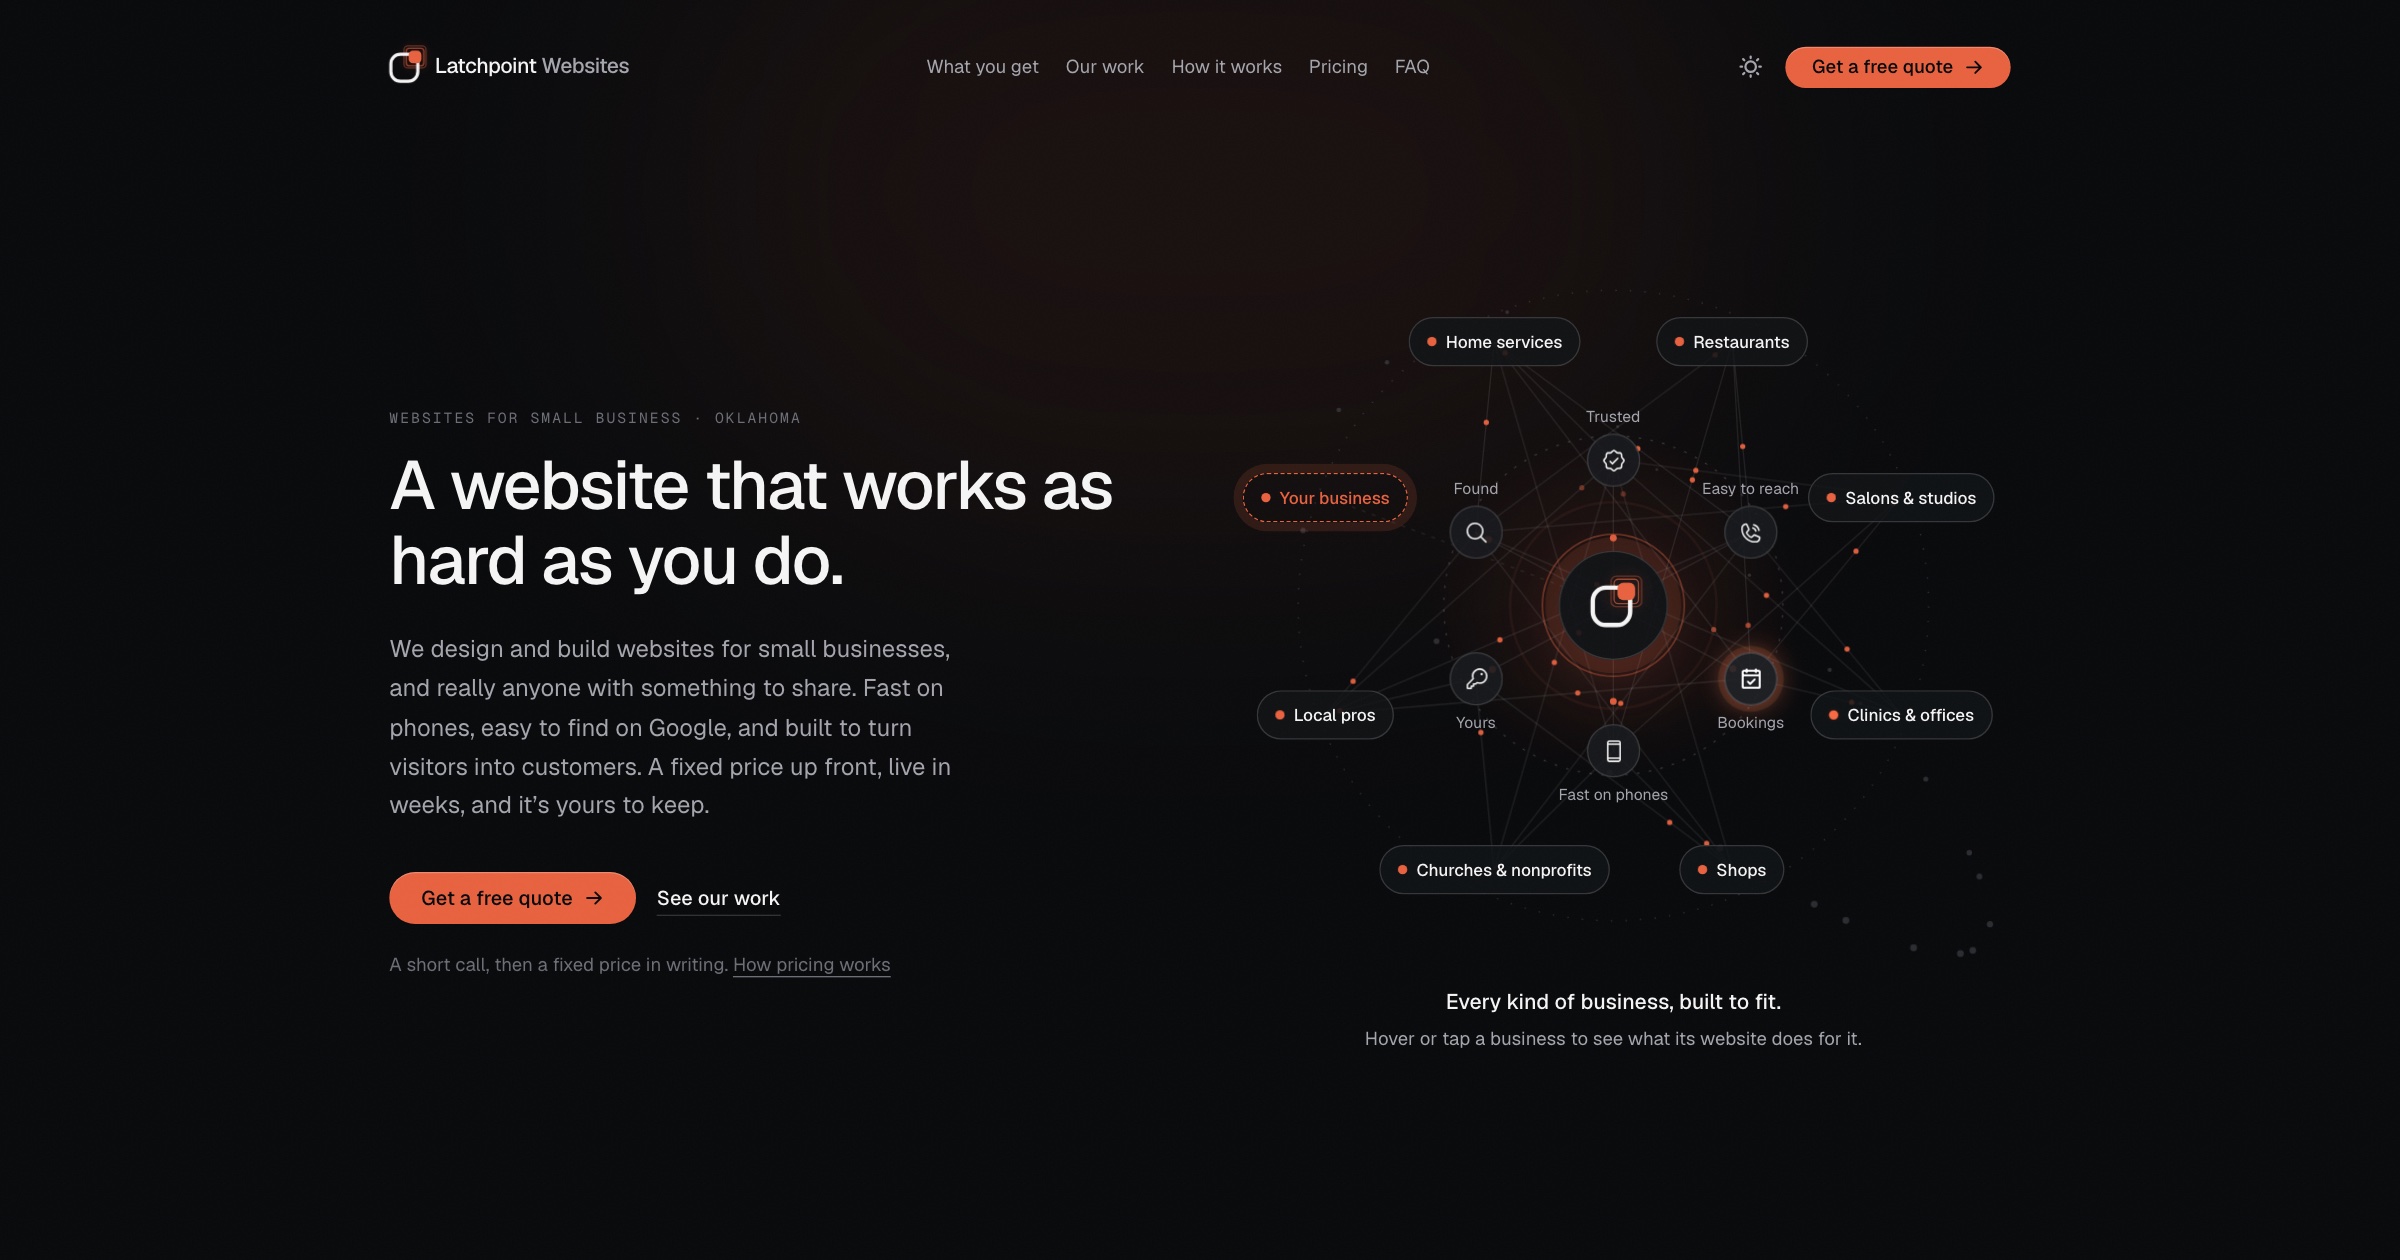 Latchpoint Websites
What you get
Our work
How it works
Pricing
FAQ
Get a free quote →
WEBSITES FOR SMALL BUSINESS · OKLAHOMA
A website that works as
hard as you do.
We design and build websites for small businesses,
and really anyone with something to share. Fast on
phones, easy to find on Google, and built to turn
visitors into customers. A fixed price up front, live in
weeks, and it’s yours to keep.
Get a free quote →
See our work
A short call, then a fixed price in writing. How pricing works
Home services
Restaurants
Trusted
Found
Easy to reach
Your business
Salons & studios
Local pros
Yours
Bookings
Clinics & offices
Fast on phones
Churches & nonprofits
Shops
Every kind of business, built to fit.
Hover or tap a business to see what its website does for it.